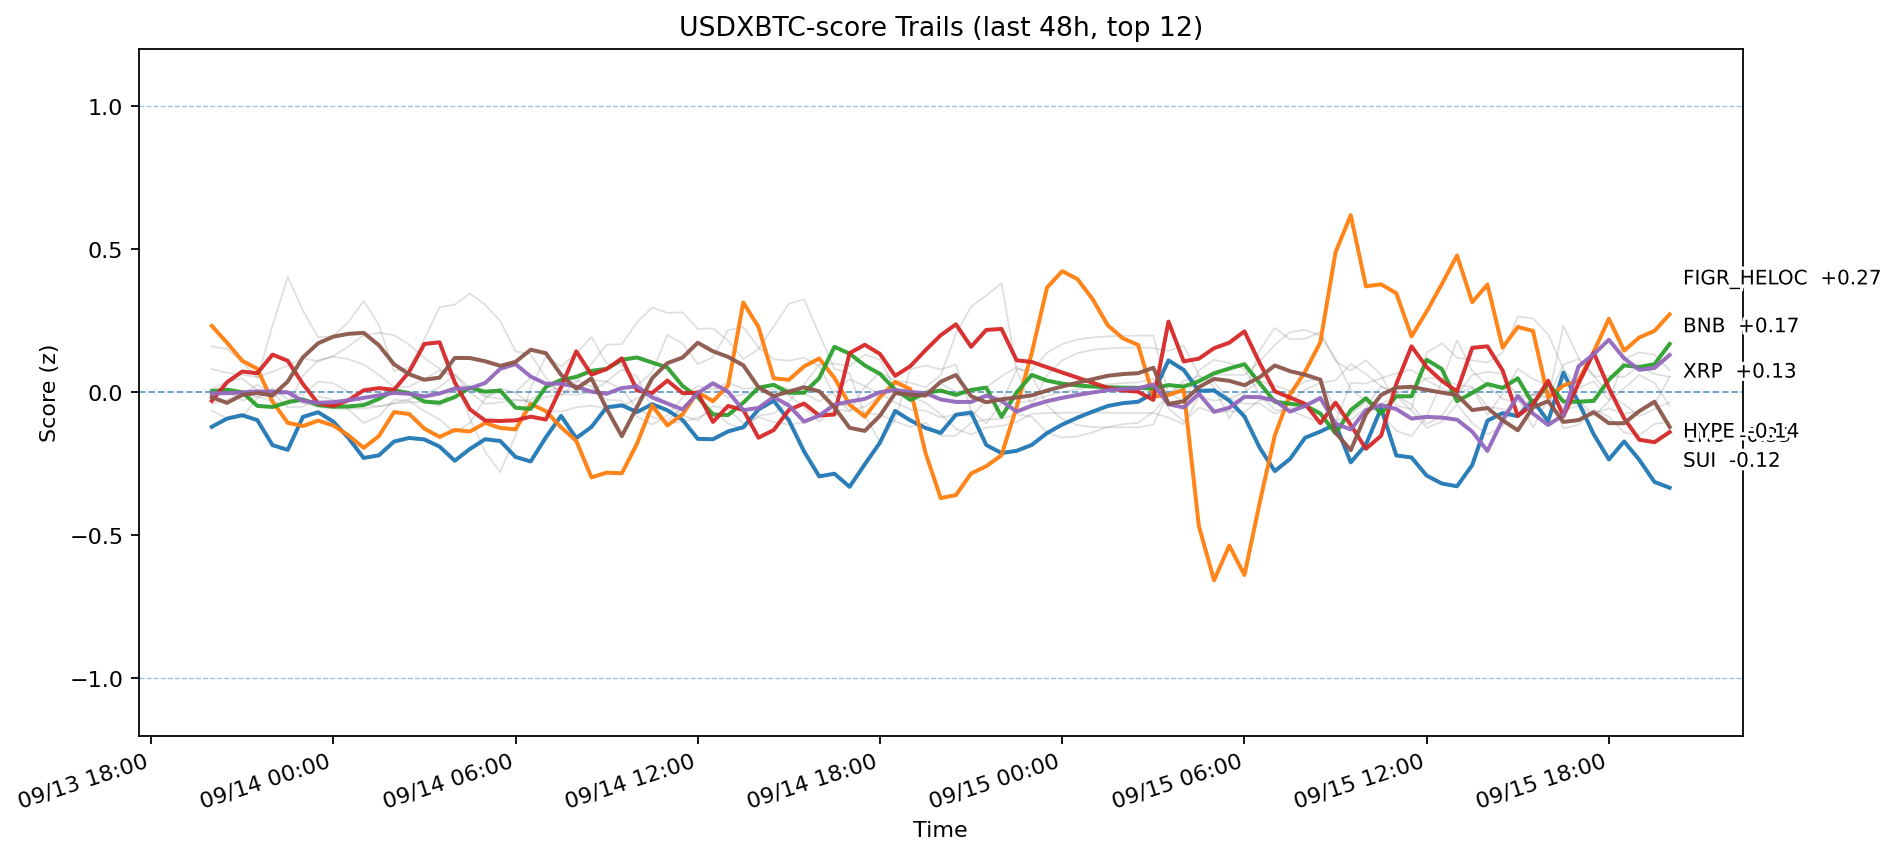 USDXBTC-score Trails (last 48h, top 12)
Score (z)
1.0
0.5
0.0
−0.5
−1.0
FIGR_HELOC +0.27
BNB +0.17
XRP +0.13
HYPE -0.14
SUI -0.12
09/13 18:00
09/14 00:00
09/14 06:00
09/14 12:00
09/14 18:00
09/15 00:00
09/15 06:00
09/15 12:00
09/15 18:00
Time